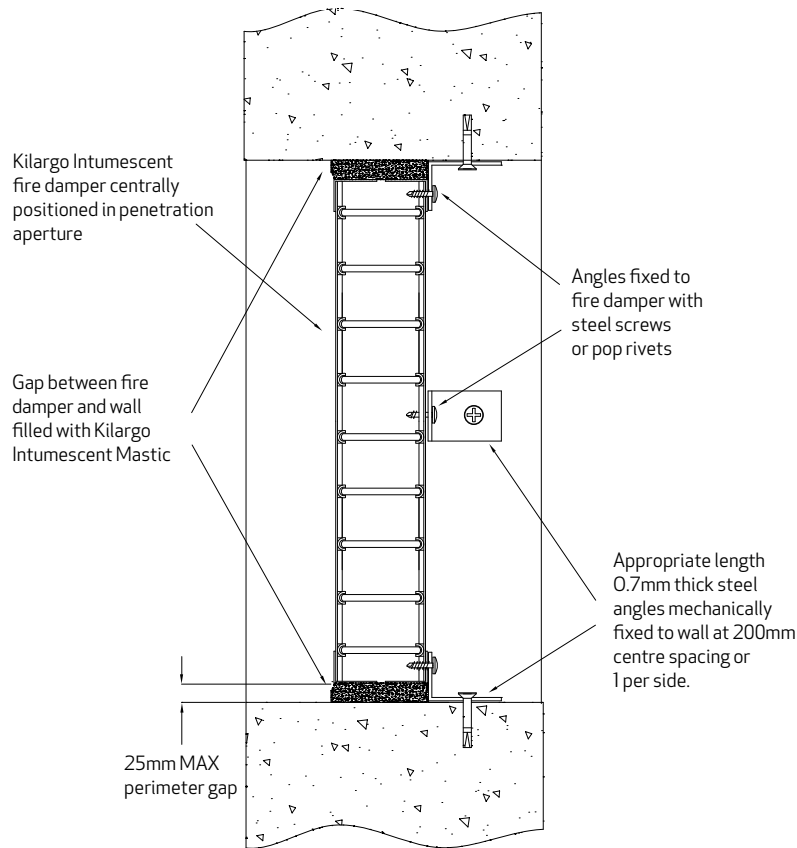 Kilargo Intumescent
fire damper centrally
positioned in penetration
aperture
Angles fixed to
fire damper with
steel screws
or pop rivets
Gap between fire
damper and wall
filled with Kilargo
Intumescent Mastic
Appropriate length
0.7mm thick steel
angles mechanically
fixed to wall at 200mm
centre spacing or
1 per side.
25mm MAX
perimeter gap